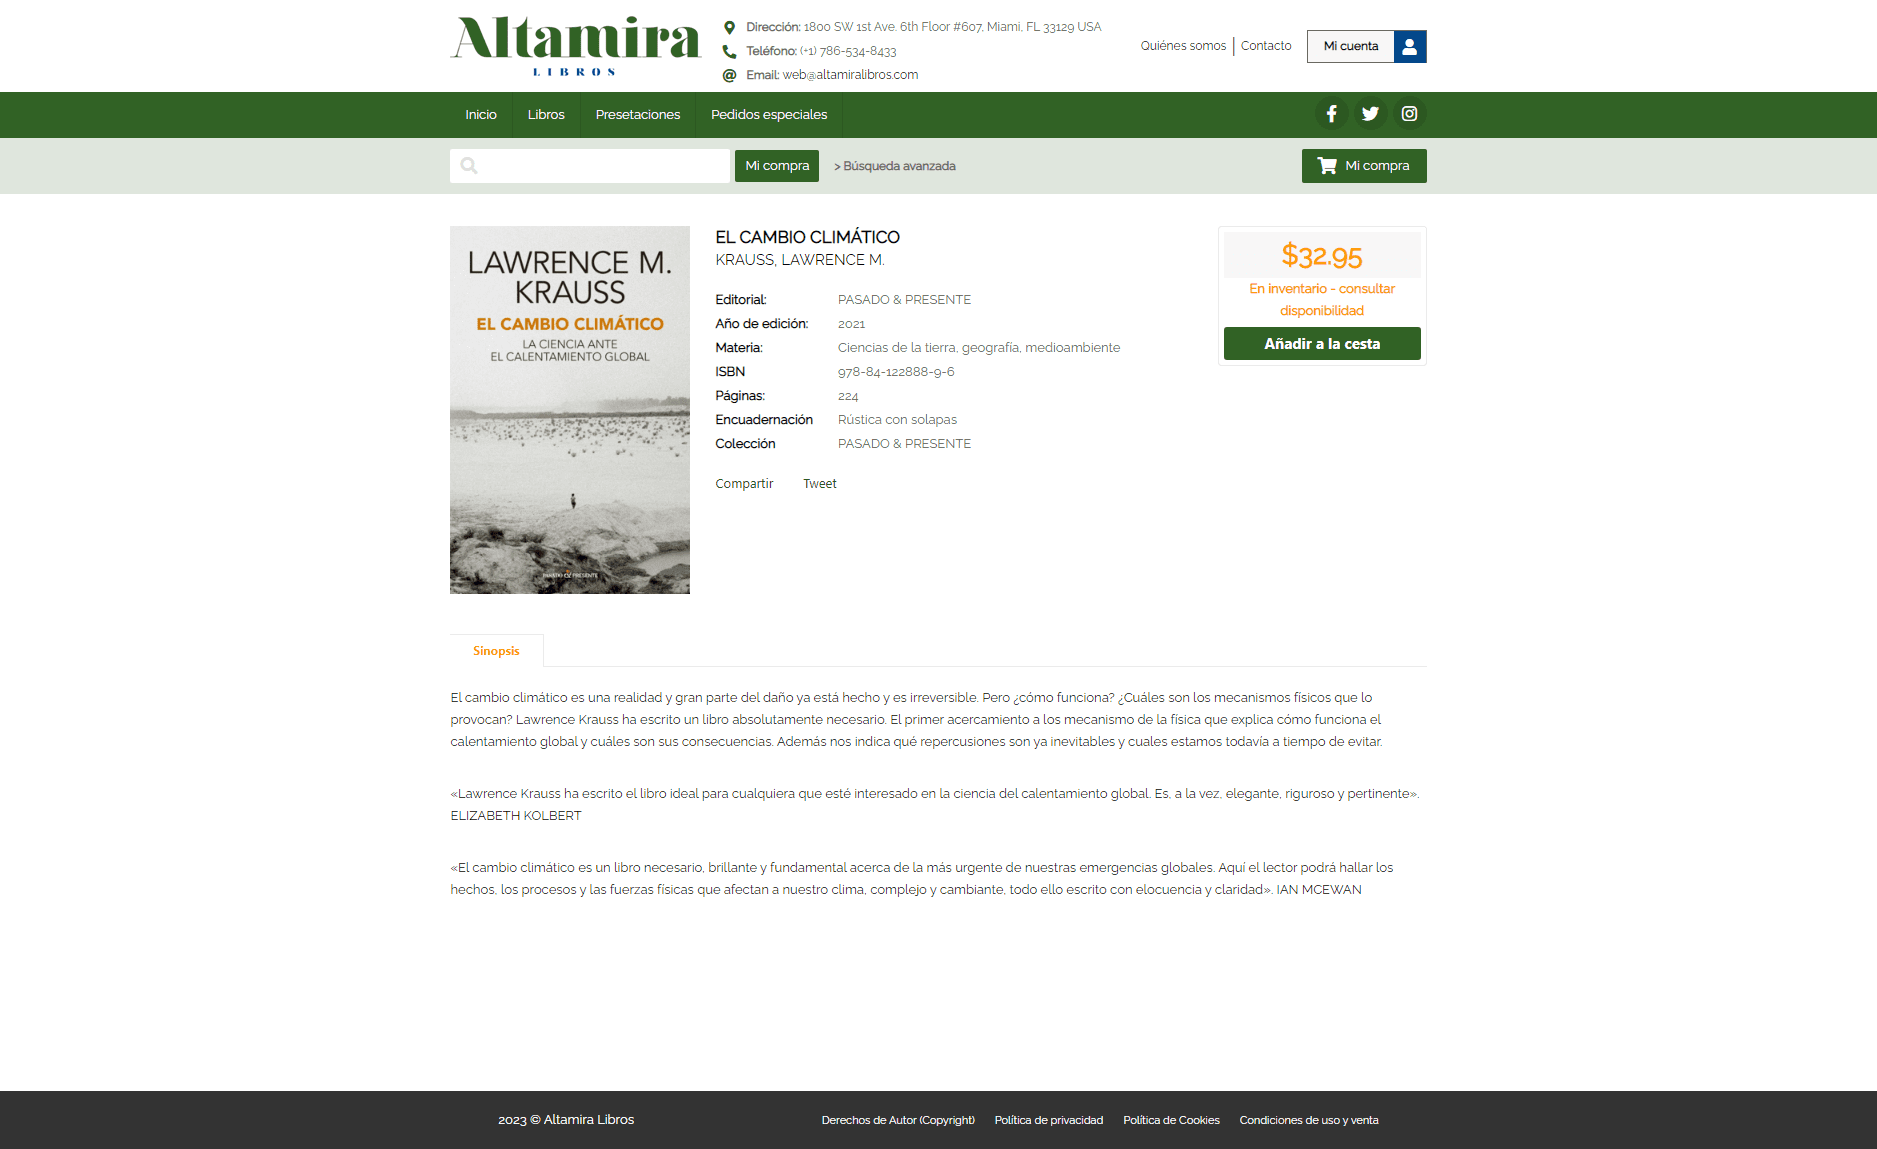 Altamira
LIBROS
Dirección: 1800 SW 1st Ave. 6th Floor #607, Miami, FL 33129 USA
Teléfono: (+1) 786-534-8433
Email: web@altamiralibros.com
Quiénes somos
Contacto
Mi cuenta
Inicio
Libros
Presetaciones
Pedidos especiales
Mi compra
> Búsqueda avanzada
Mi compra
LAWRENCE M.
KRAUSS
EL CAMBIO CLIMÁTICO
LA CIENCIA ANTE
EL CALENTAMIENTO GLOBAL
PASADO & PRESENTE
EL CAMBIO CLIMÁTICO
KRAUSS, LAWRENCE M.
Editorial: PASADO & PRESENTE
Año de edición: 2021
Materia: Ciencias de la tierra, geografía, medioambiente
ISBN 978-84-122888-9-6
Páginas: 224
Encuadernación Rústica con solapas
Colección PASADO & PRESENTE
Compartir
Tweet
$32.95
En inventario - consultar
disponibilidad
Añadir a la cesta
Sinopsis
El cambio climático es una realidad y gran parte del daño ya está hecho y es irreversible. Pero ¿cómo funciona? ¿Cuáles son los mecanismos físicos que lo
provocan? Lawrence Krauss ha escrito un libro absolutamente necesario. El primer acercamiento a los mecanismo de la física que explica cómo funciona el
calentamiento global y cuáles son sus consecuencias. Además nos indica qué repercusiones son ya inevitables y cuales estamos todavía a tiempo de evitar.
«Lawrence Krauss ha escrito el libro ideal para cualquiera que esté interesado en la ciencia del calentamiento global. Es, a la vez, elegante, riguroso y pertinente».
ELIZABETH KOLBERT
«El cambio climático es un libro necesario, brillante y fundamental acerca de la más urgente de nuestras emergencias globales. Aquí el lector podrá hallar los
hechos, los procesos y las fuerzas físicas que afectan a nuestro clima, complejo y cambiante, todo ello escrito con elocuencia y claridad». IAN MCEWAN
2023 © Altamira Libros
Derechos de Autor (Copyright)
Política de privacidad
Política de Cookies
Condiciones de uso y venta